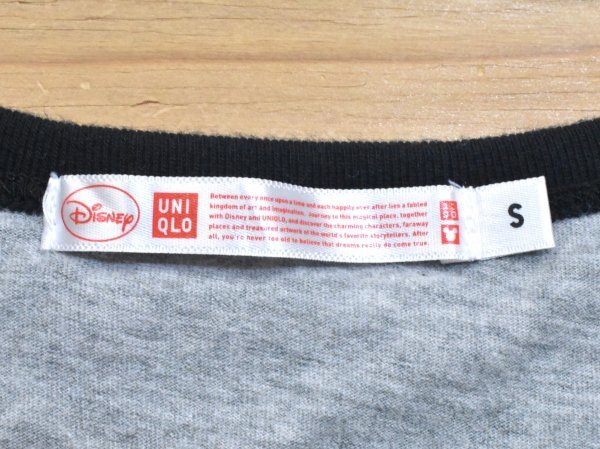 Disney
UNI
QLO
Between every once upon a time and each happily ever after lies a fabled
kingdom of art and imagination. Journey to this magical place, together
with Disney and UNIQLO, and discover the charming characters, faraway
places and treasured artwork of the world's favorite storytellers. After
all, you're never too old to believe that dreams really do come true.
S